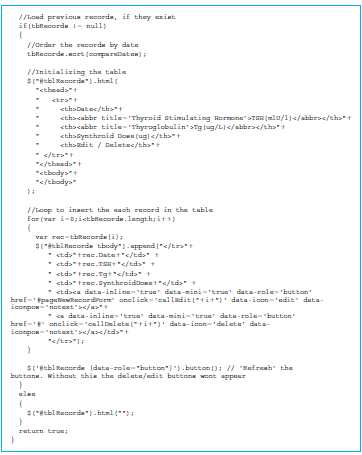 //Load previous records, if they exist
if(tbRecords != null)
{
//Order the records by date
tbRecords.sort(compareDates);
//Initializing the table
$("#tblRecords").html(
"<thead>"+
" <tr>"+
" <th>Date</th>"+
" <th><abbr title='Thyroid Stimulating Hormone'>TSH(mlU/l)</abbr></th>"+
" <th><abbr title='Thyroglobulin'>Tg(ug/L)</abbr></th>"+
" <th>Synthroid Dose(ug)</th>"+
" <th>Edit / Delete</th>"+
" </tr>"+
"</thead>"+
"<tbody>"+
"</tbody>"
);
//Loop to insert the each record in the table
for(var i=0;i<tbRecords.length;i++)
{
var rec=tbRecords[i];
$("#tblRecords tbody").append("</tr>"+
" <td>"+rec.Date+"</td>" +
" <td>"+rec.TSH+"</td>" +
" <td>"+rec.Tg+"</td>" +
" <td>"+rec.SynthroidDose+"</td>" +
" <td><a data-inline='true' data-mini='true' data-role='button'
href='#pageNewRecordForm' onclick='callEdit("+i+")' data-icon='edit' data-
iconpos='notext'></a>"+
" <a data-inline='true' data-mini='true' data-role='button'
href='#' onclick='callDelete("+i+")' data-icon='delete' data-
iconpos='notext'></a></td>"+
"</tr>");
}
$('#tblRecords [data-role="button"]').button(); // 'Refresh' the
buttons. Without this the delete/edit buttons wont appear
}
else
{
$("#tblRecords").html("");
}
return true;
}